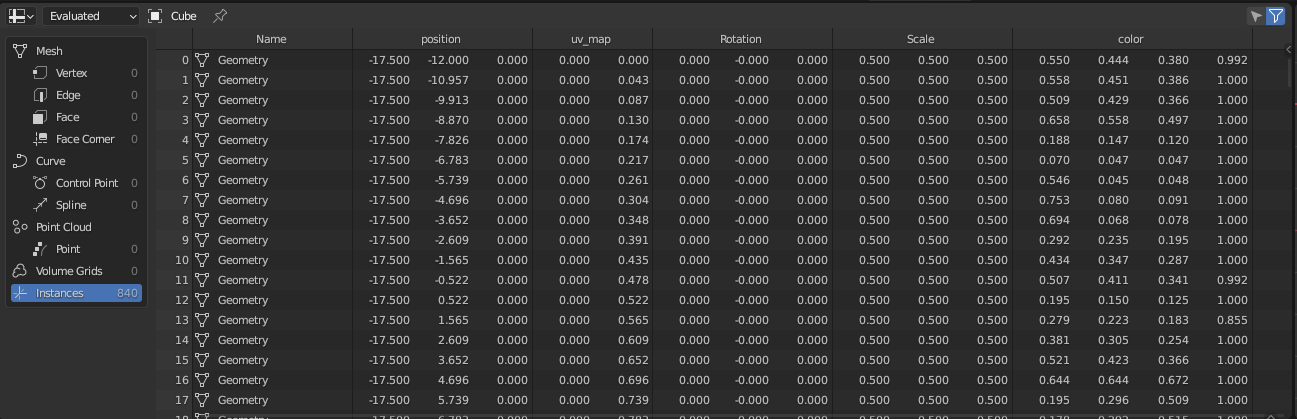 Evaluated Cube
Mesh
Vertex 0
Edge 0
Face 0
Face Corner 0
Curve
Control Point 0
Spline 0
Point Cloud
Point 0
Volume Grids 0
Instances 840
Name position uv_map Rotation Scale color
0 Geometry -17.500 -12.000 0.000 0.000 0.000 0.000 -0.000 0.000 0.500 0.500 0.500 0.550 0.444 0.380 0.992
1 Geometry -17.500 -10.957 0.000 0.000 0.043 0.000 -0.000 0.000 0.500 0.500 0.500 0.558 0.451 0.386 1.000
2 Geometry -17.500 -9.913 0.000 0.000 0.087 0.000 -0.000 0.000 0.500 0.500 0.500 0.509 0.429 0.366 1.000
3 Geometry -17.500 -8.870 0.000 0.000 0.130 0.000 -0.000 0.000 0.500 0.500 0.500 0.658 0.558 0.497 1.000
4 Geometry -17.500 -7.826 0.000 0.000 0.174 0.000 -0.000 0.000 0.500 0.500 0.500 0.188 0.147 0.120 1.000
5 Geometry -17.500 -6.783 0.000 0.000 0.217 0.000 -0.000 0.000 0.500 0.500 0.500 0.070 0.047 0.047 1.000
6 Geometry -17.500 -5.739 0.000 0.000 0.261 0.000 -0.000 0.000 0.500 0.500 0.500 0.546 0.045 0.048 1.000
7 Geometry -17.500 -4.696 0.000 0.000 0.304 0.000 -0.000 0.000 0.500 0.500 0.500 0.753 0.080 0.091 1.000
8 Geometry -17.500 -3.652 0.000 0.000 0.348 0.000 -0.000 0.000 0.500 0.500 0.500 0.694 0.068 0.078 1.000
9 Geometry -17.500 -2.609 0.000 0.000 0.391 0.000 -0.000 0.000 0.500 0.500 0.500 0.292 0.235 0.195 1.000
10 Geometry -17.500 -1.565 0.000 0.000 0.435 0.000 -0.000 0.000 0.500 0.500 0.500 0.434 0.347 0.287 1.000
11 Geometry -17.500 -0.522 0.000 0.000 0.478 0.000 -0.000 0.000 0.500 0.500 0.500 0.507 0.411 0.341 0.992
12 Geometry -17.500 0.522 0.000 0.000 0.522 0.000 -0.000 0.000 0.500 0.500 0.500 0.195 0.150 0.125 1.000
13 Geometry -17.500 1.565 0.000 0.000 0.565 0.000 -0.000 0.000 0.500 0.500 0.500 0.279 0.223 0.183 0.855
14 Geometry -17.500 2.609 0.000 0.000 0.609 0.000 -0.000 0.000 0.500 0.500 0.500 0.381 0.305 0.254 1.000
15 Geometry -17.500 3.652 0.000 0.000 0.652 0.000 -0.000 0.000 0.500 0.500 0.500 0.521 0.423 0.366 1.000
16 Geometry -17.500 4.696 0.000 0.000 0.696 0.000 -0.000 0.000 0.500 0.500 0.500 0.644 0.644 0.672 1.000
17 Geometry -17.500 5.739 0.000 0.000 0.739 0.000 -0.000 0.000 0.500 0.500 0.500 0.195 0.296 0.509 1.000